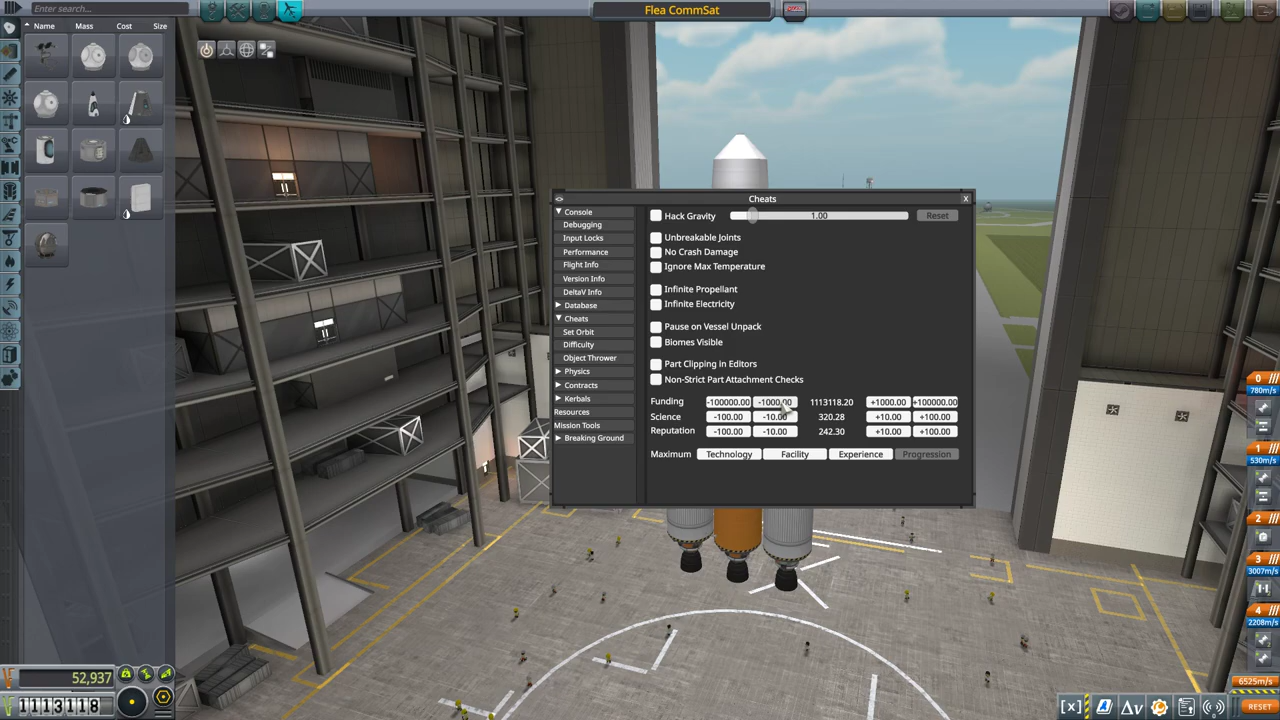 Enter search...
Flea CommSat
Name Mass Cost Size
Cheats
X
Console
Debugging
Input Locks
Performance
Flight Info
Version Info
DeltaV Info
Database
Cheats
Set Orbit
Difficulty
Object Thrower
Physics
Contracts
Kerbals
Resources
Mission Tools
Breaking Ground
Hack Gravity 1.00 Reset
Unbreakable Joints
No Crash Damage
Ignore Max Temperature
Infinite Propellant
Infinite Electricity
Pause on Vessel Unpack
Biomes Visible
Part Clipping in Editors
Non-Strict Part Attachment Checks
Funding -100000.00 -1000.00 1113118.20 +1000.00 +100000.00
Science -100.00 -10.00 320.28 +10.00 +100.00
Reputation -100.00 -10.00 242.30 +10.00 +100.00
Maximum Technology Facility Experience Progression
0
780m/s
1
530m/s
2
3
3007m/s
4
2208m/s
6525m/s
52,937
1113118
[x] Δv RESET